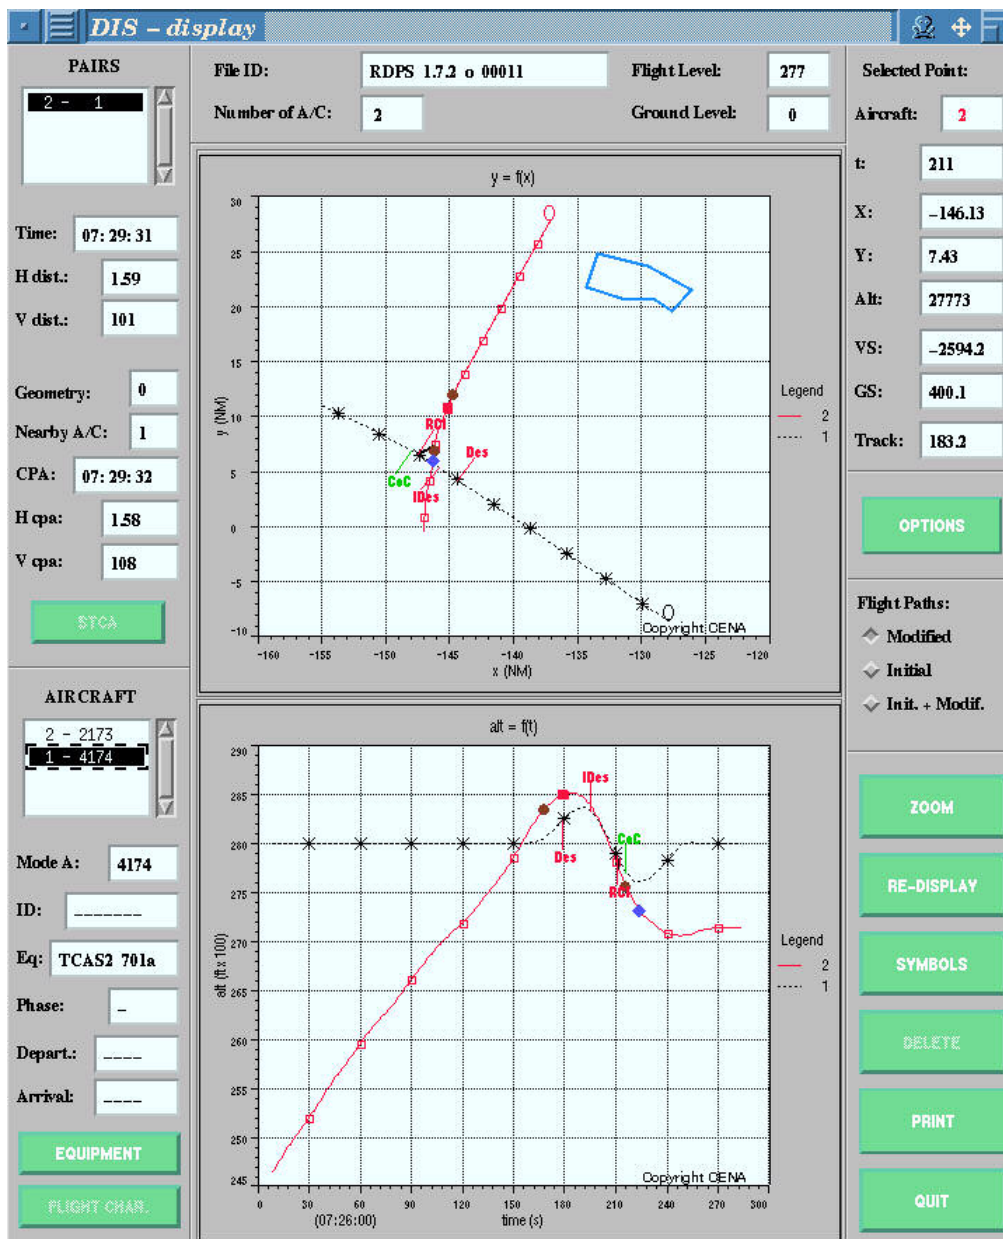 DIS - display
PAIRS
2 - 1
Time: 07:29:31
H dist.: 1.59
V dist.: 101
Geometry: 0
Nearby A/C: 1
CPA: 07:29:32
H cpa: 1.58
V cpa: 108
STCA
AIRCRAFT
2 - 2173
1 - 4174
Mode A: 4174
ID: _______
Eq: TCAS2 701a
Phase: _
Depart.: ____
Arrival: ____
EQUIPMENT
FLIGHT CHAR.
File ID: RDPS 1.7.2 o 00011 Flight Level: 277
Number of A/C: 2 Ground Level: 0
y = f(x)
30
25
20
15
10
5
0
-5
-10
y (NM)
RCl
Des
CoC
IDes
Copyright CENA
-160 -155 -150 -145 -140 -135 -130 -125 -120
x (NM)
Legend
2
1
alt = f(t)
290
285
280
275
270
265
260
255
250
245
alt (ft x 100)
IDes
Des
CoC
RCl
Copyright CENA
0 30 60 90 120 150 180 210 240 270 300
(07:26:00) time (s)
Legend
2
1
Selected Point:
Aircraft: 2
t: 211
X: -146.13
Y: 7.43
Alt: 27773
VS: -2594.2
GS: 400.1
Track: 183.2
OPTIONS
Flight Paths:
Modified
Initial
Init. + Modif.
ZOOM
RE-DISPLAY
SYMBOLS
DELETE
PRINT
QUIT